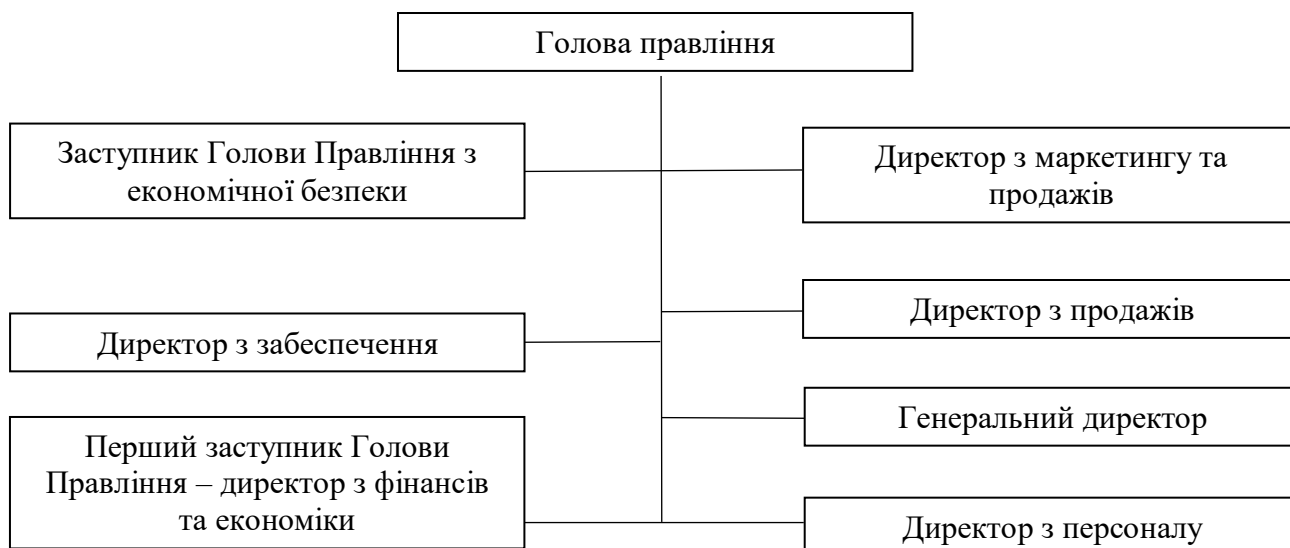 Голова правління
Заступник Голови Правління з
економічної безпеки
Директор з маркетингу та
продажів
Директор з продажів
Директор з забеспечення
Генеральний директор
Перший заступник Голови
Правління – директор з фінансів
та економіки
Директор з персоналу